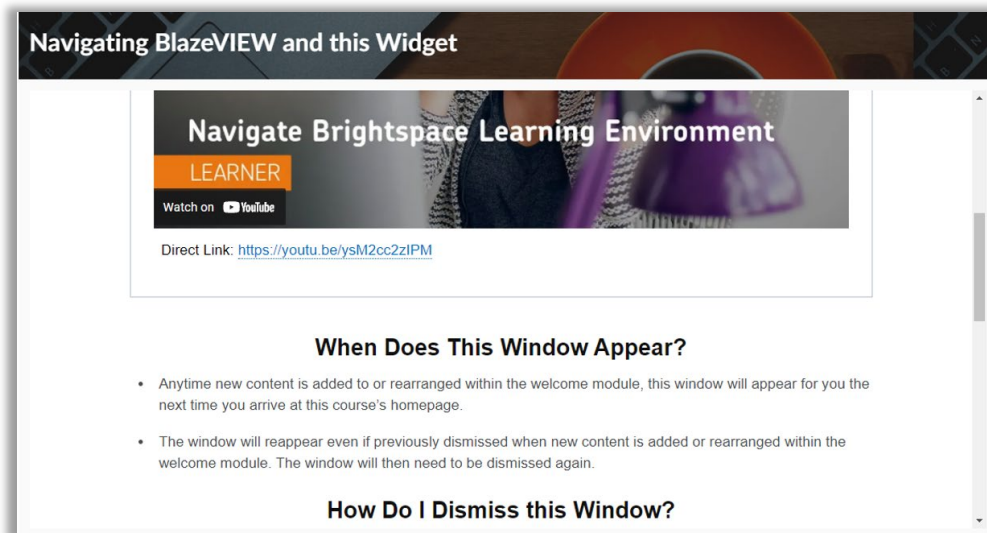 Navigating BlazeVIEW and this Widget
Navigate Brightspace Learning Environment
LEARNER
Watch on YouTube
Direct Link: https://youtu.be/ysM2cc2zIPM
When Does This Window Appear?
• Anytime new content is added to or rearranged within the welcome module, this window will appear for you the
next time you arrive at this course's homepage.
• The window will reappear even if previously dismissed when new content is added or rearranged within the
welcome module. The window will then need to be dismissed again.
How Do I Dismiss this Window?